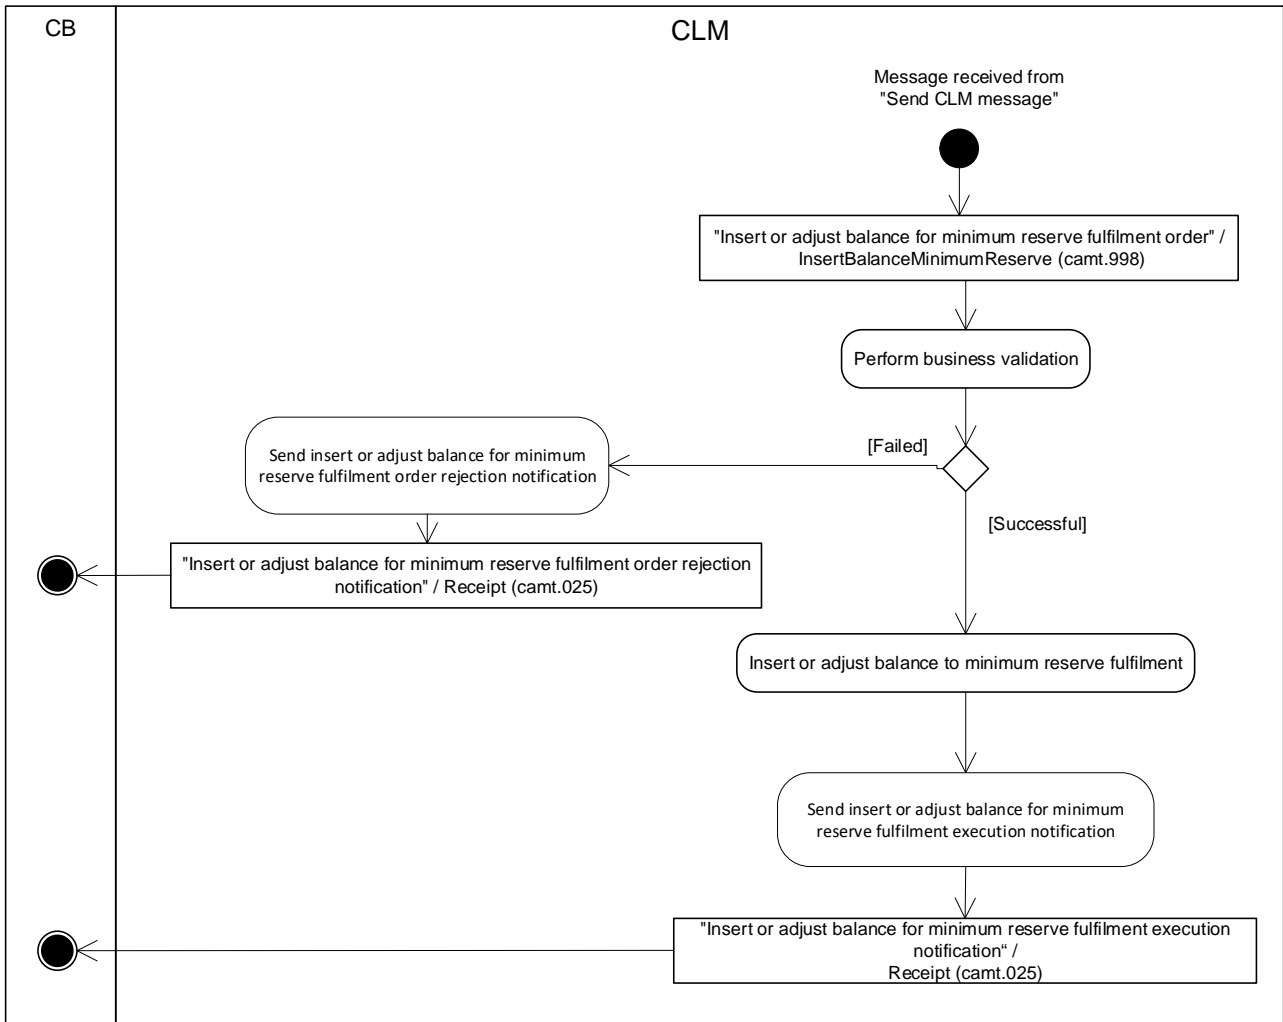 CB
CLM
Message received from
"Send CLM message"
"Insert or adjust balance for minimum reserve fulfilment order" /
InsertBalanceMinimumReserve (camt.998)
Perform business validation
[Failed]
Send insert or adjust balance for minimum
reserve fulfilment order rejection notification
[Successful]
"Insert or adjust balance for minimum reserve fulfilment order rejection
notification" / Receipt (camt.025)
Insert or adjust balance to minimum reserve fulfilment
Send insert or adjust balance for minimum
reserve fulfilment execution notification
"Insert or adjust balance for minimum reserve fulfilment execution
notification“ /
Receipt (camt.025)